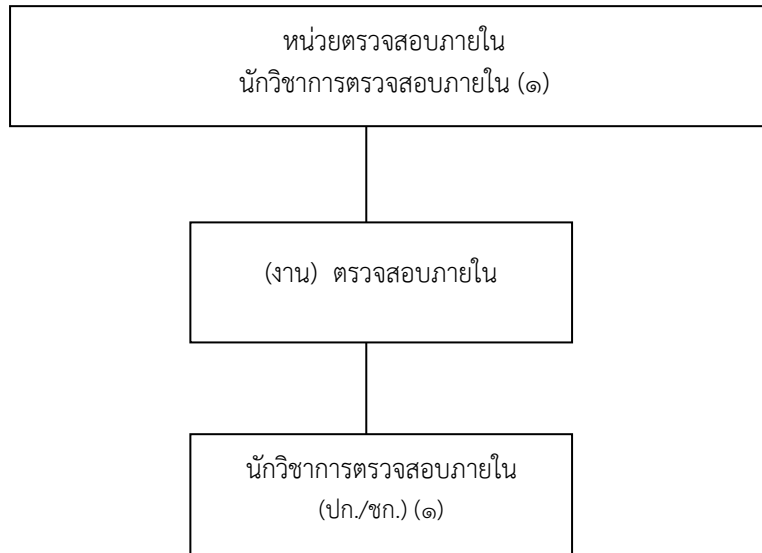 หน่วยตรวจสอบภายใน
นักวิชาการตรวจสอบภายใน (๑)
(งาน) ตรวจสอบภายใน
นักวิชาการตรวจสอบภายใน
(ปก./ชก.) (๑)